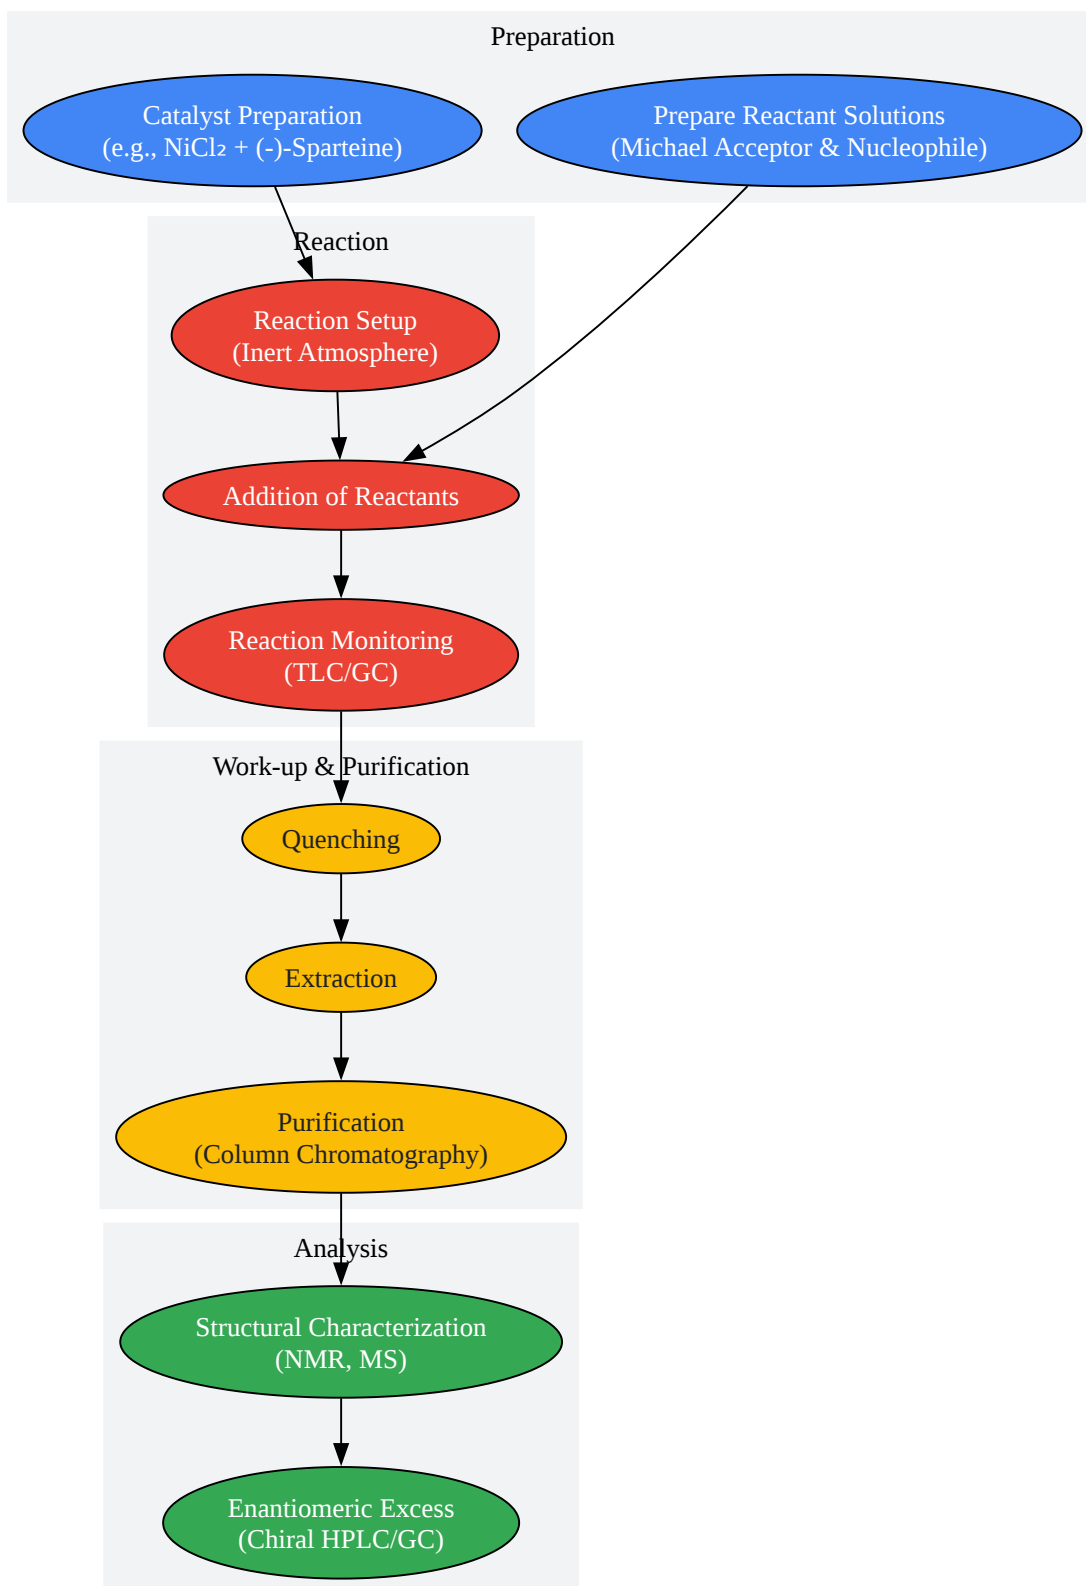 Preparation
Catalyst Preparation
(e.g., NiCl₂ + (-)-Sparteine)
Prepare Reactant Solutions
(Michael Acceptor & Nucleophile)
Reaction
Reaction Setup
(Inert Atmosphere)
Addition of Reactants
Reaction Monitoring
(TLC/GC)
Work-up & Purification
Quenching
Extraction
Purification
(Column Chromatography)
Analysis
Structural Characterization
(NMR, MS)
Enantiomeric Excess
(Chiral HPLC/GC)